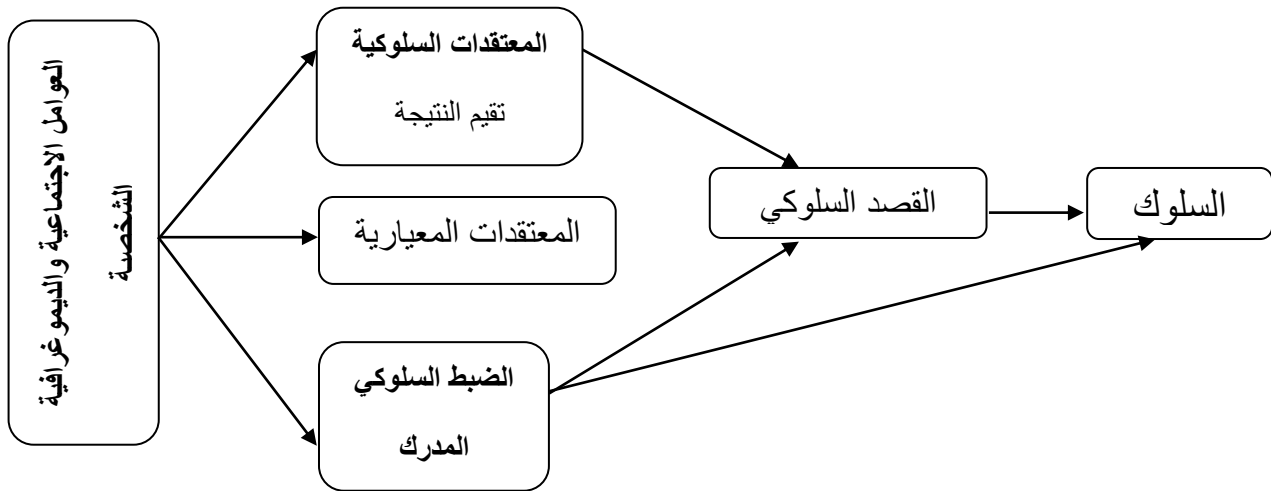 العوامل الاجتماعية والديموغرافية
الشخصية
المعتقدات السلوكية
تقيم النتيجة
المعتقدات المعيارية
الضبط السلوكي
المدرك
القصد السلوكي
السلوك